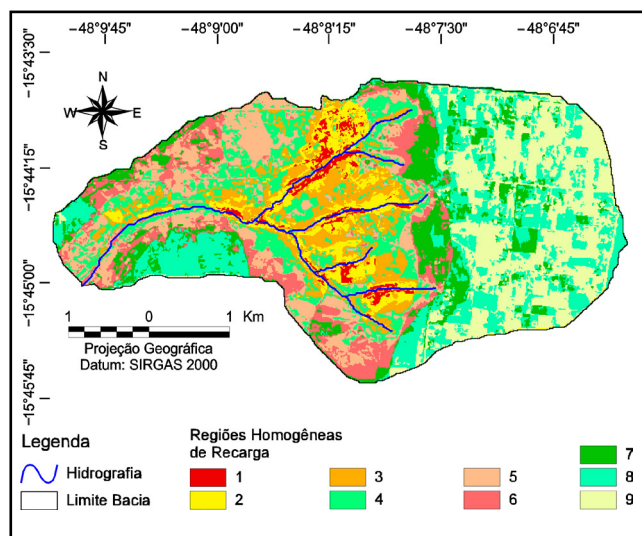 -48°9'45" -48°9'00" -48°8'15" -48°7'30" -48°6'45"
-15°43'30"
-15°44'15"
-15°45'00"
-15°45'45"
N
W E
S
1 0 1 Km
Projeção Geográfica
Datum: SIRGAS 2000
Legenda
Hidrografia
Limite Bacia
Regiões Homogêneas
de Recarga
1 3 5 7
2 4 6 8
9